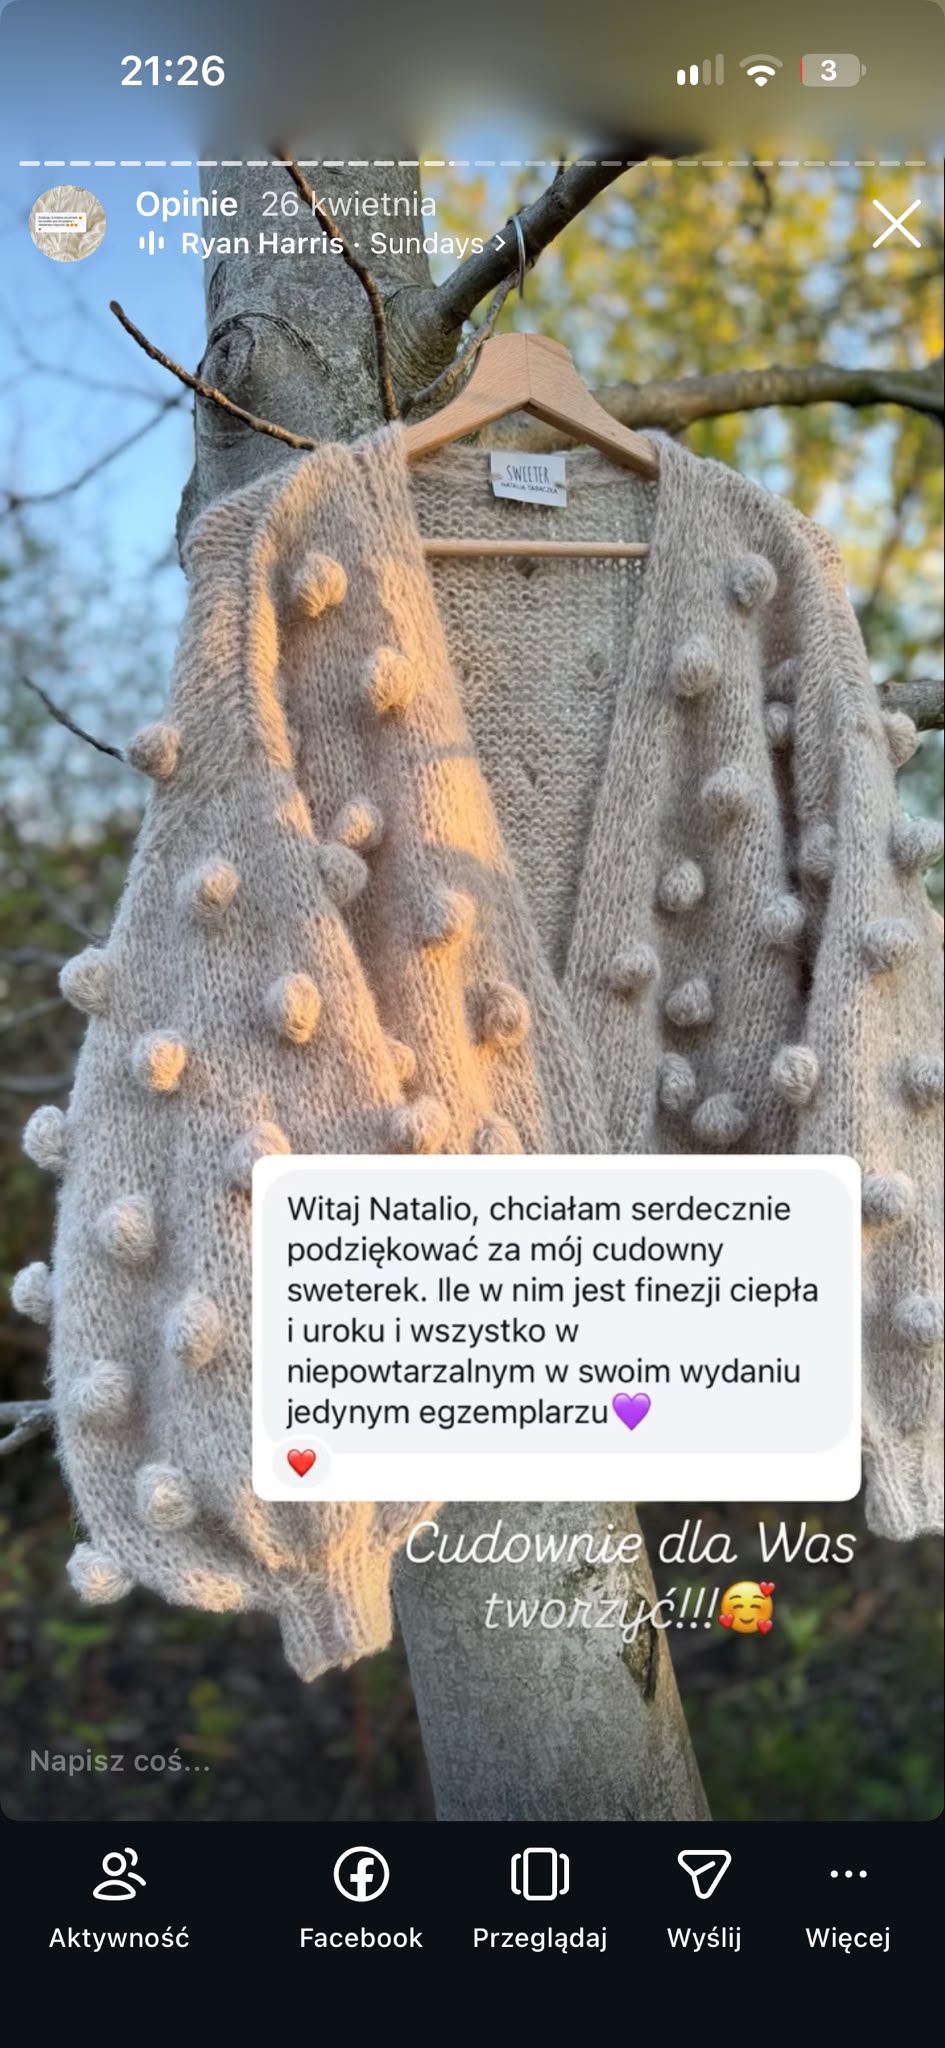 21:26
3
Opinie 26 kwietnia
Ryan Harris · Sundays >
SWEETER
NATALIA TABACZKA
Witaj Natalio, chciałam serdecznie
podziękować za mój cudowny
sweterek. Ile w nim jest finezji ciepła
i uroku i wszystko w
niepowtarzalnym w swoim wydaniu
jedynym egzemplarzu💜
❤️
Cudownie dla Was
tworzyć!!!🥰
Napisz coś...
Aktywność
Facebook
Przeglądaj
Wyślij
Więcej